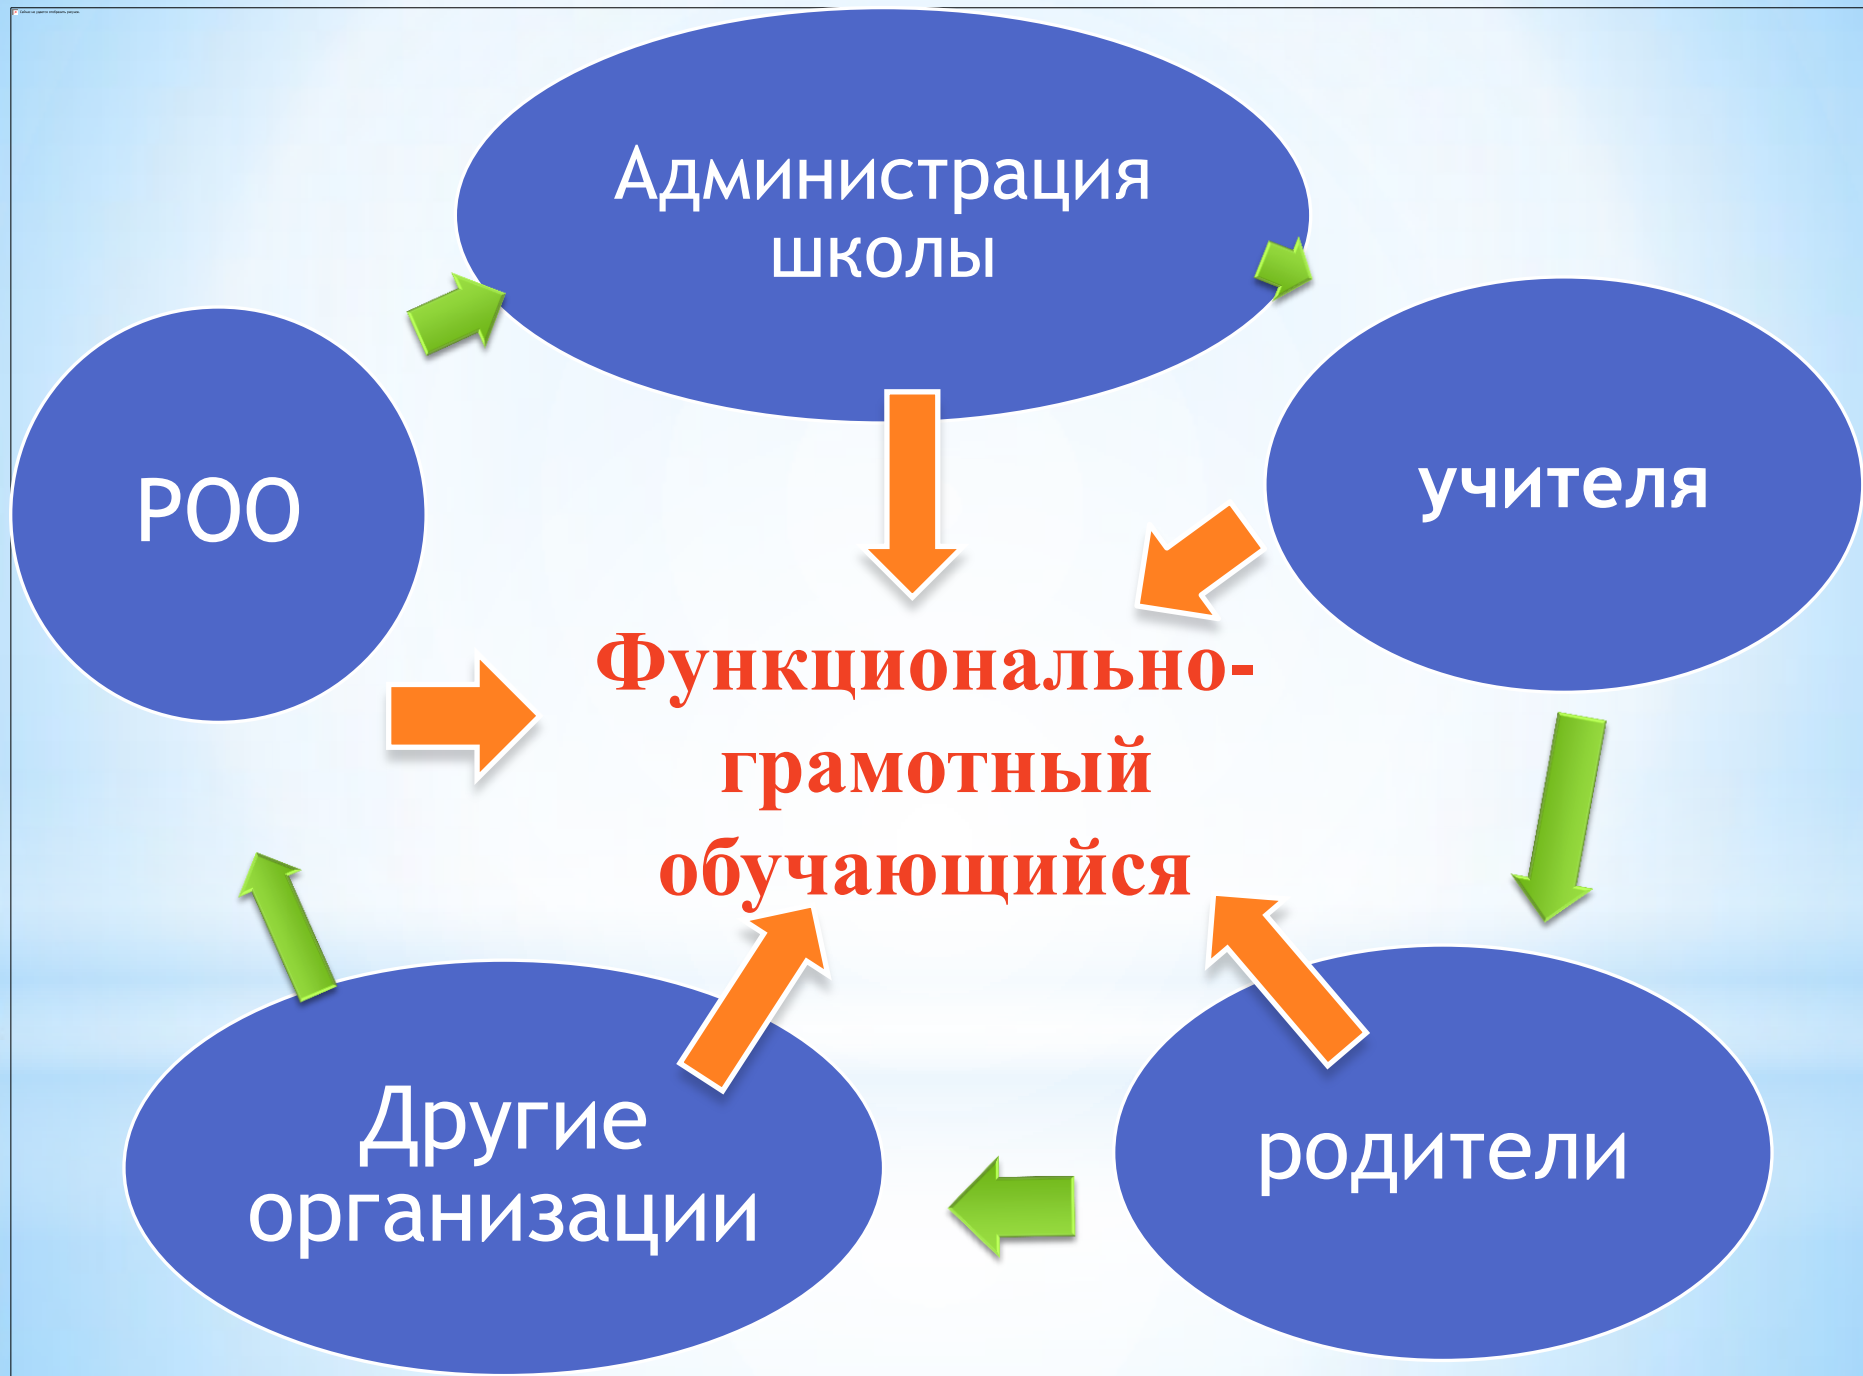 Администрация
школы
РОО
учителя
Функционально-
грамотный
обучающийся
Другие
организации
родители